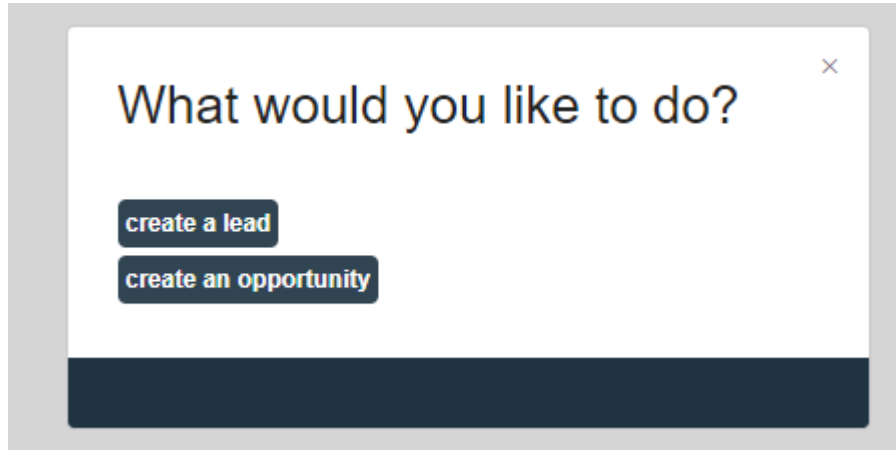 What would you like to do?
create a lead
create an opportunity